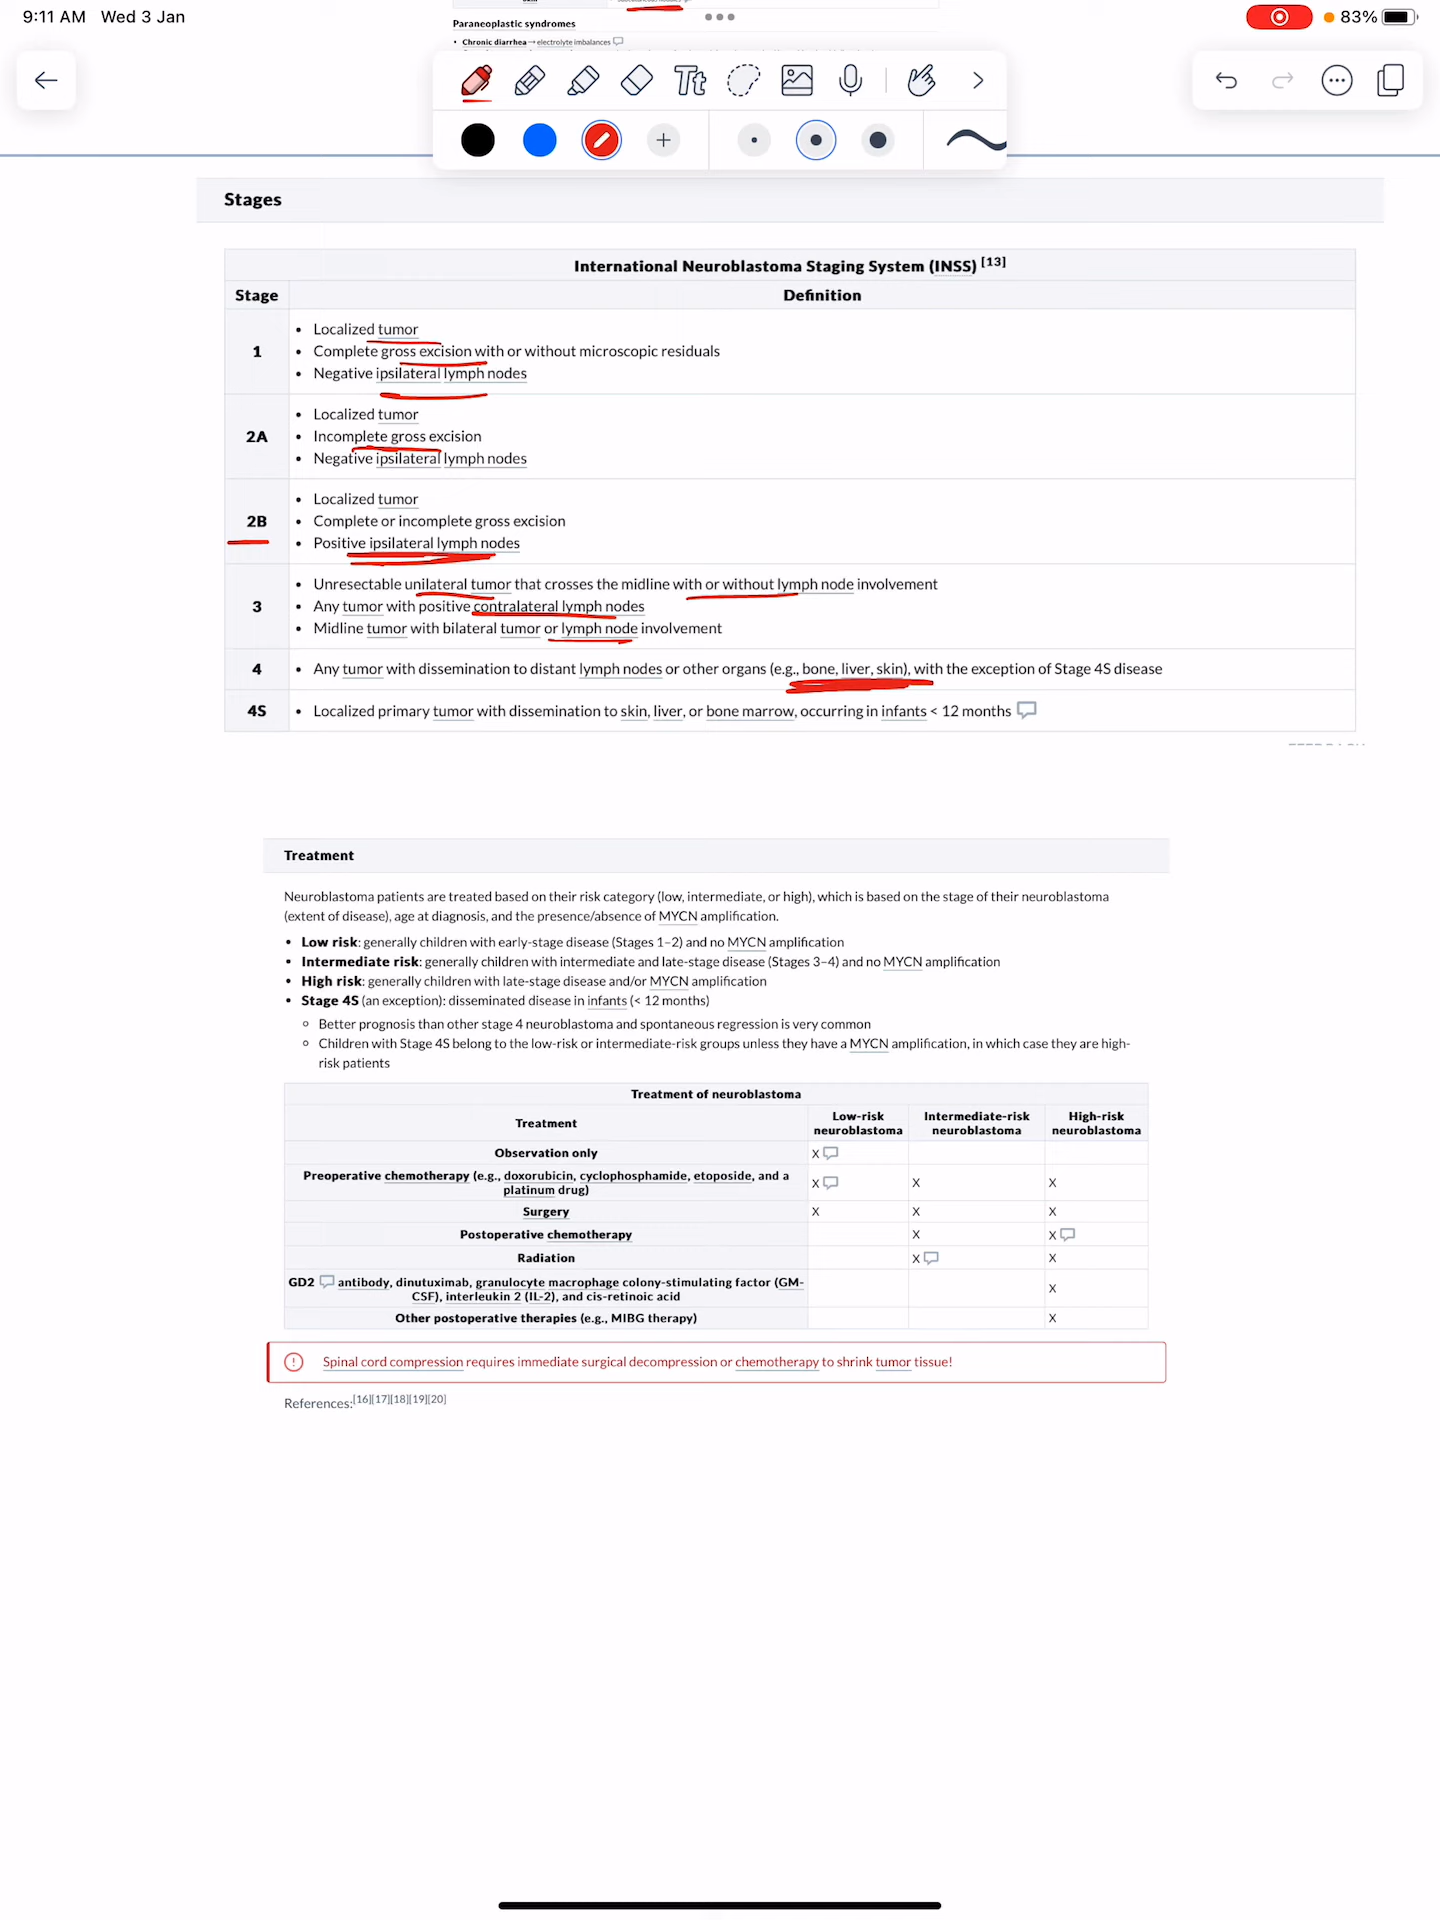 9:11 AM Wed 3 Jan
83%
Paraneoplastic syndromes
• Chronic diarrhea → electrolyte imbalances
Tt
Stages
International Neuroblastoma Staging System (INSS) [13]
Stage Definition
1
• Localized tumor
• Complete gross excision with or without microscopic residuals
• Negative ipsilateral lymph nodes
2A
• Localized tumor
• Incomplete gross excision
• Negative ipsilateral lymph nodes
2B
• Localized tumor
• Complete or incomplete gross excision
• Positive ipsilateral lymph nodes
3
• Unresectable unilateral tumor that crosses the midline with or without lymph node involvement
• Any tumor with positive contralateral lymph nodes
• Midline tumor with bilateral tumor or lymph node involvement
4 • Any tumor with dissemination to distant lymph nodes or other organs (e.g., bone, liver, skin), with the exception of Stage 4S disease
4S • Localized primary tumor with dissemination to skin, liver, or bone marrow, occurring in infants < 12 months
Treatment
Neuroblastoma patients are treated based on their risk category (low, intermediate, or high), which is based on the stage of their neuroblastoma
(extent of disease), age at diagnosis, and the presence/absence of MYCN amplification.
• Low risk: generally children with early-stage disease (Stages 1–2) and no MYCN amplification
• Intermediate risk: generally children with intermediate and late-stage disease (Stages 3–4) and no MYCN amplification
• High risk: generally children with late-stage disease and/or MYCN amplification
• Stage 4S (an exception): disseminated disease in infants (< 12 months)
◦ Better prognosis than other stage 4 neuroblastoma and spontaneous regression is very common
◦ Children with Stage 4S belong to the low-risk or intermediate-risk groups unless they have a MYCN amplification, in which case they are high-
risk patients
Treatment of neuroblastoma
Treatment Low-risk neuroblastoma Intermediate-risk neuroblastoma High-risk neuroblastoma
Observation only X
Preoperative chemotherapy (e.g., doxorubicin, cyclophosphamide, etoposide, and a
platinum drug) X X X
Surgery X X X
Postoperative chemotherapy X X
Radiation X X
GD2 antibody, dinutuximab, granulocyte macrophage colony-stimulating factor (GM-
CSF), interleukin 2 (IL-2), and cis-retinoic acid X
Other postoperative therapies (e.g., MIBG therapy) X
Spinal cord compression requires immediate surgical decompression or chemotherapy to shrink tumor tissue!
References:[16][17][18][19][20]